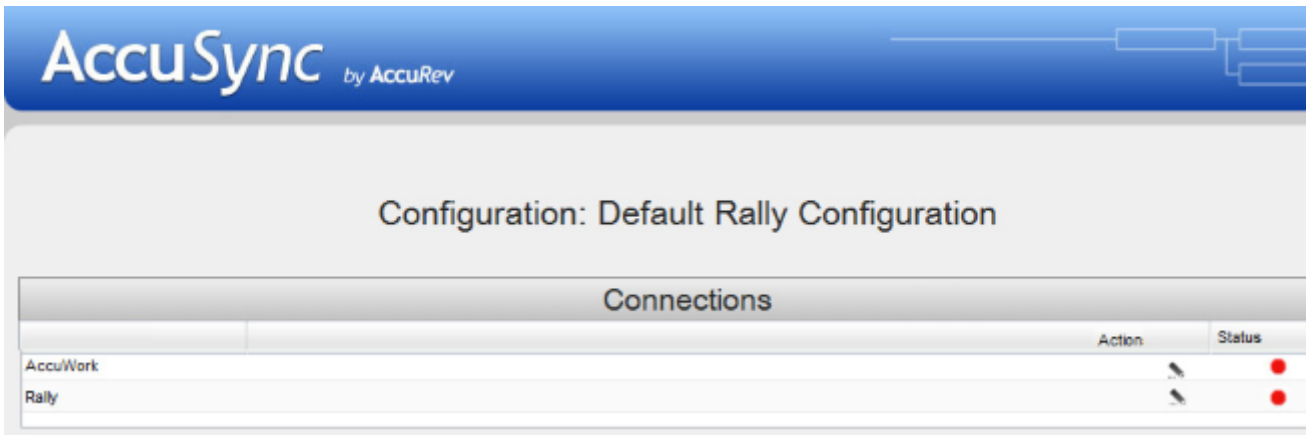 AccuSync by AccuRev
Configuration: Default Rally Configuration
Connections
Action Status
AccuWork
Rally